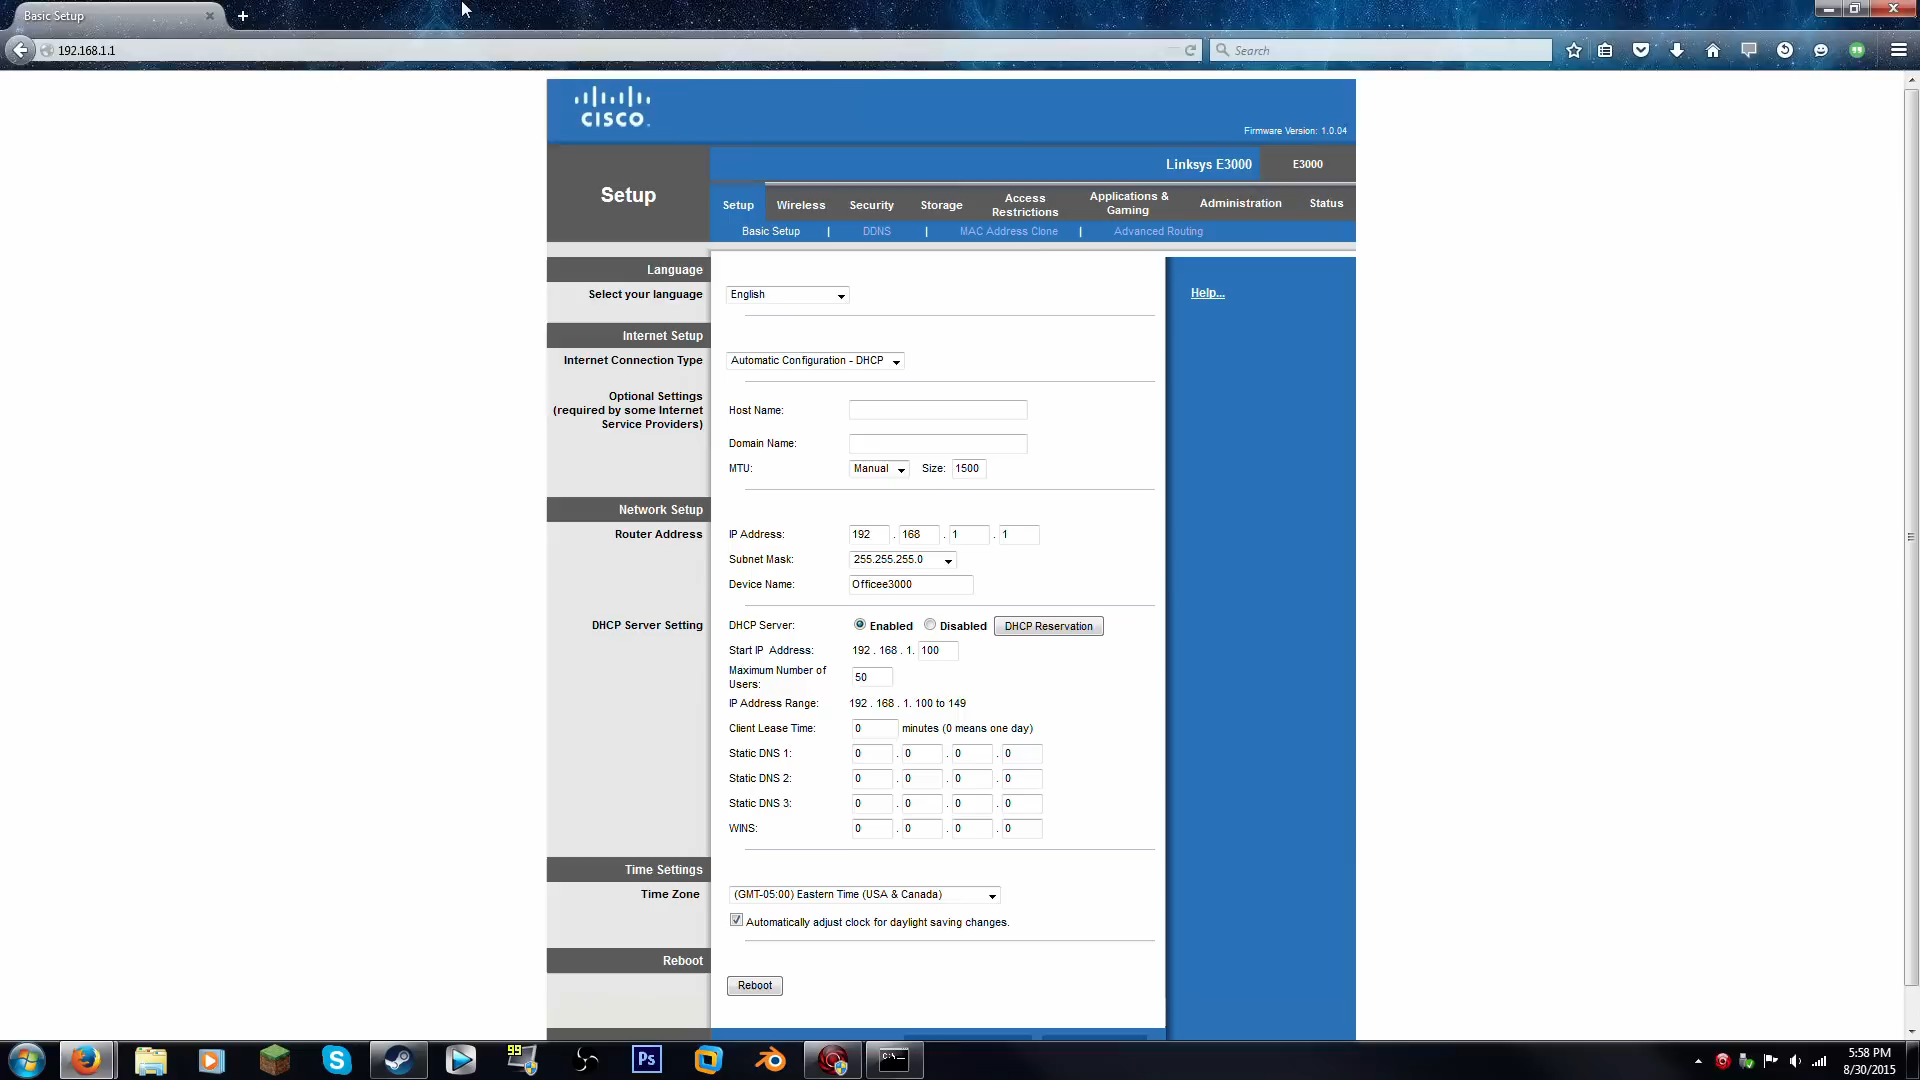 Basic Setup
192.168.1.1
Search
CISCO
Firmware Version: 1.0.04
Linksys E3000
E3000
Setup
Setup
Wireless
Security
Storage
Access
Restrictions
Applications &
Gaming
Administration
Status
Basic Setup | DDNS | MAC Address Clone | Advanced Routing
Language
Select your language
English
Help...
Internet Setup
Internet Connection Type
Automatic Configuration - DHCP
Optional Settings
(required by some Internet
Service Providers)
Host Name:
Domain Name:
MTU: Manual Size: 1500
Network Setup
Router Address
IP Address: 192 . 168 . 1 . 1
Subnet Mask: 255.255.255.0
Device Name: Officee3000
DHCP Server Setting
DHCP Server: Enabled Disabled DHCP Reservation
Start IP Address: 192 . 168 . 1. 100
Maximum Number of
Users: 50
IP Address Range: 192 . 168 . 1. 100 to 149
Client Lease Time: 0 minutes (0 means one day)
Static DNS 1: 0 . 0 . 0 . 0
Static DNS 2: 0 . 0 . 0 . 0
Static DNS 3: 0 . 0 . 0 . 0
WINS: 0 . 0 . 0 . 0
Time Settings
Time Zone
(GMT-05:00) Eastern Time (USA & Canada)
Automatically adjust clock for daylight saving changes.
Reboot
Reboot
99
Ps
C:\
5:58 PM
8/30/2015